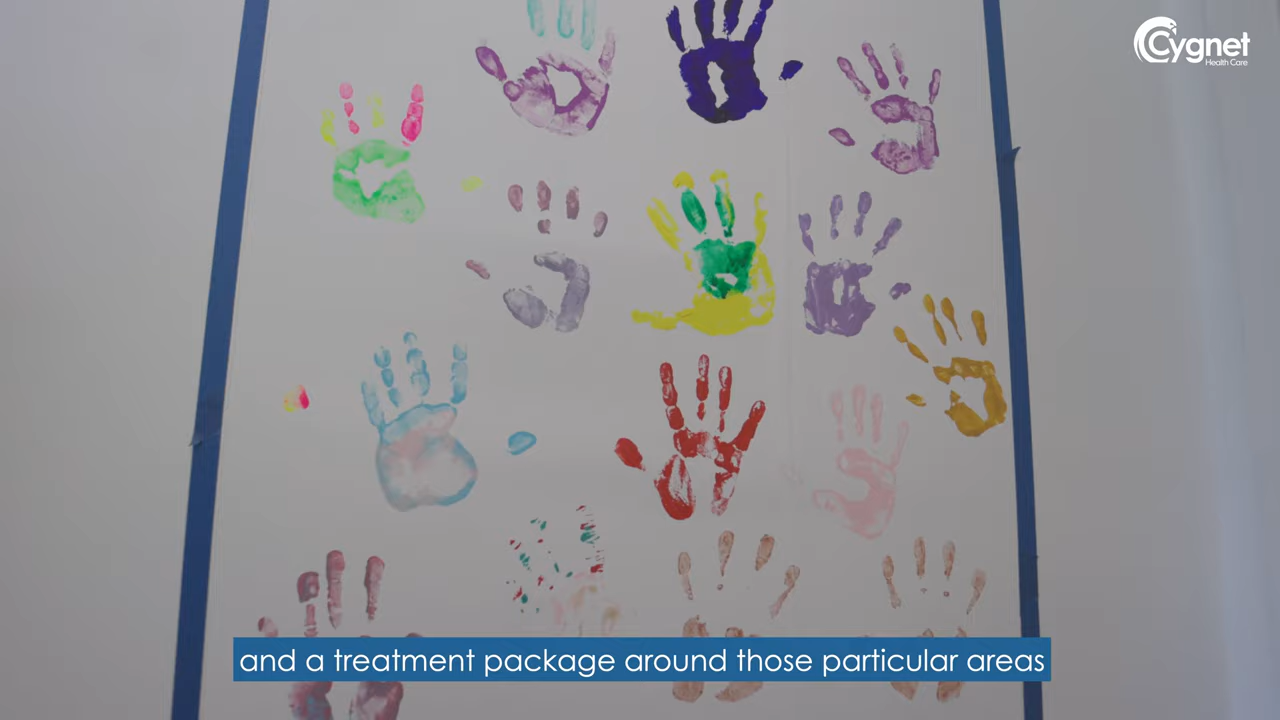 Cygnet
Health Care
and a treatment package around those particular areas